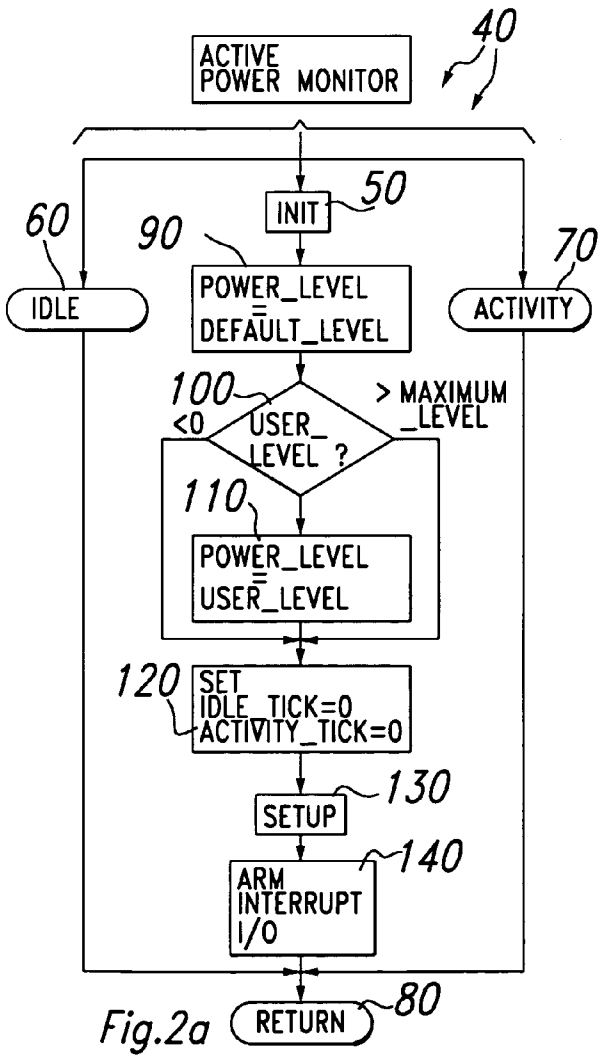 ACTIVE
POWER MONITOR
40
50
INIT
60
IDLE
70
ACTIVITY
90
POWER_LEVEL
=
DEFAULT_LEVEL
100
<0
USER_
LEVEL ?
> MAXIMUM
_LEVEL
110
POWER_LEVEL
=
USER_LEVEL
120
SET
IDLE_TICK=0
ACTIVITY_TICK=0
130
SETUP
140
ARM
INTERRUPT
I/O
80
RETURN
Fig.2a